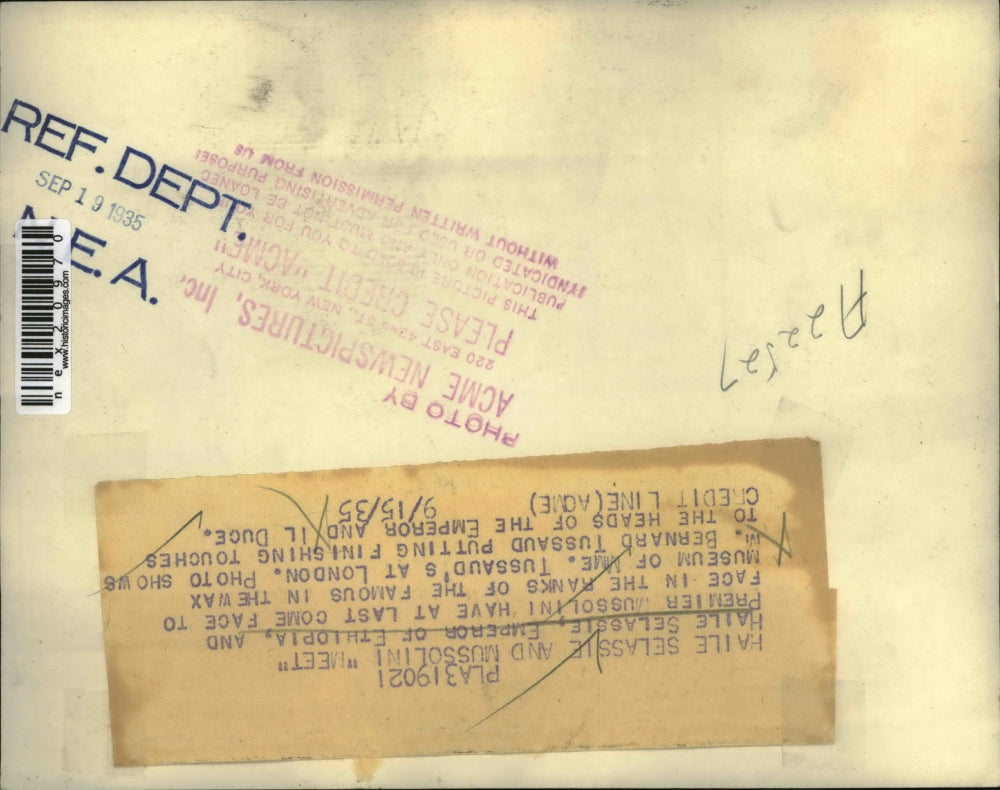 REF. DEPT.
SEP 19 1935
N.E.A.
nex2 0970
www.historicimages.com
PHOTO BY
ACME NEWSPICTURES, Inc.
220 EAST 42ND ST., NEW YORK CITY
PLEASE CREDIT "ACME"
THIS PICTURE IS SOLD TO YOU FOR YOUR
PUBLICATION ONLY AND MUST NOT BE LOANED
SYNDICATED OR USED FOR ADVERTISING PURPOSES
WITHOUT WRITTEN PERMISSION FROM US
PLA319021
HAILE SELASSIE AND MUSSOLINI "MEET"
HAILE SELASSIE, EMPEROR OF ETHIOPIA, AND
PREMIER MUSSOLINI HAVE AT LAST COME FACE TO
FACE IN THE RANKS OF THE FAMOUS IN THE WAX
MUSEUM OF MME. TUSSAUD'S AT LONDON. PHOTO SHOWS
M. BERNARD TUSSAUD PUTTING FINISHING TOUCHES
TO THE HEADS OF THE EMPEROR AND IL DUCE.
CREDIT LINE(ACME) 9/15/35